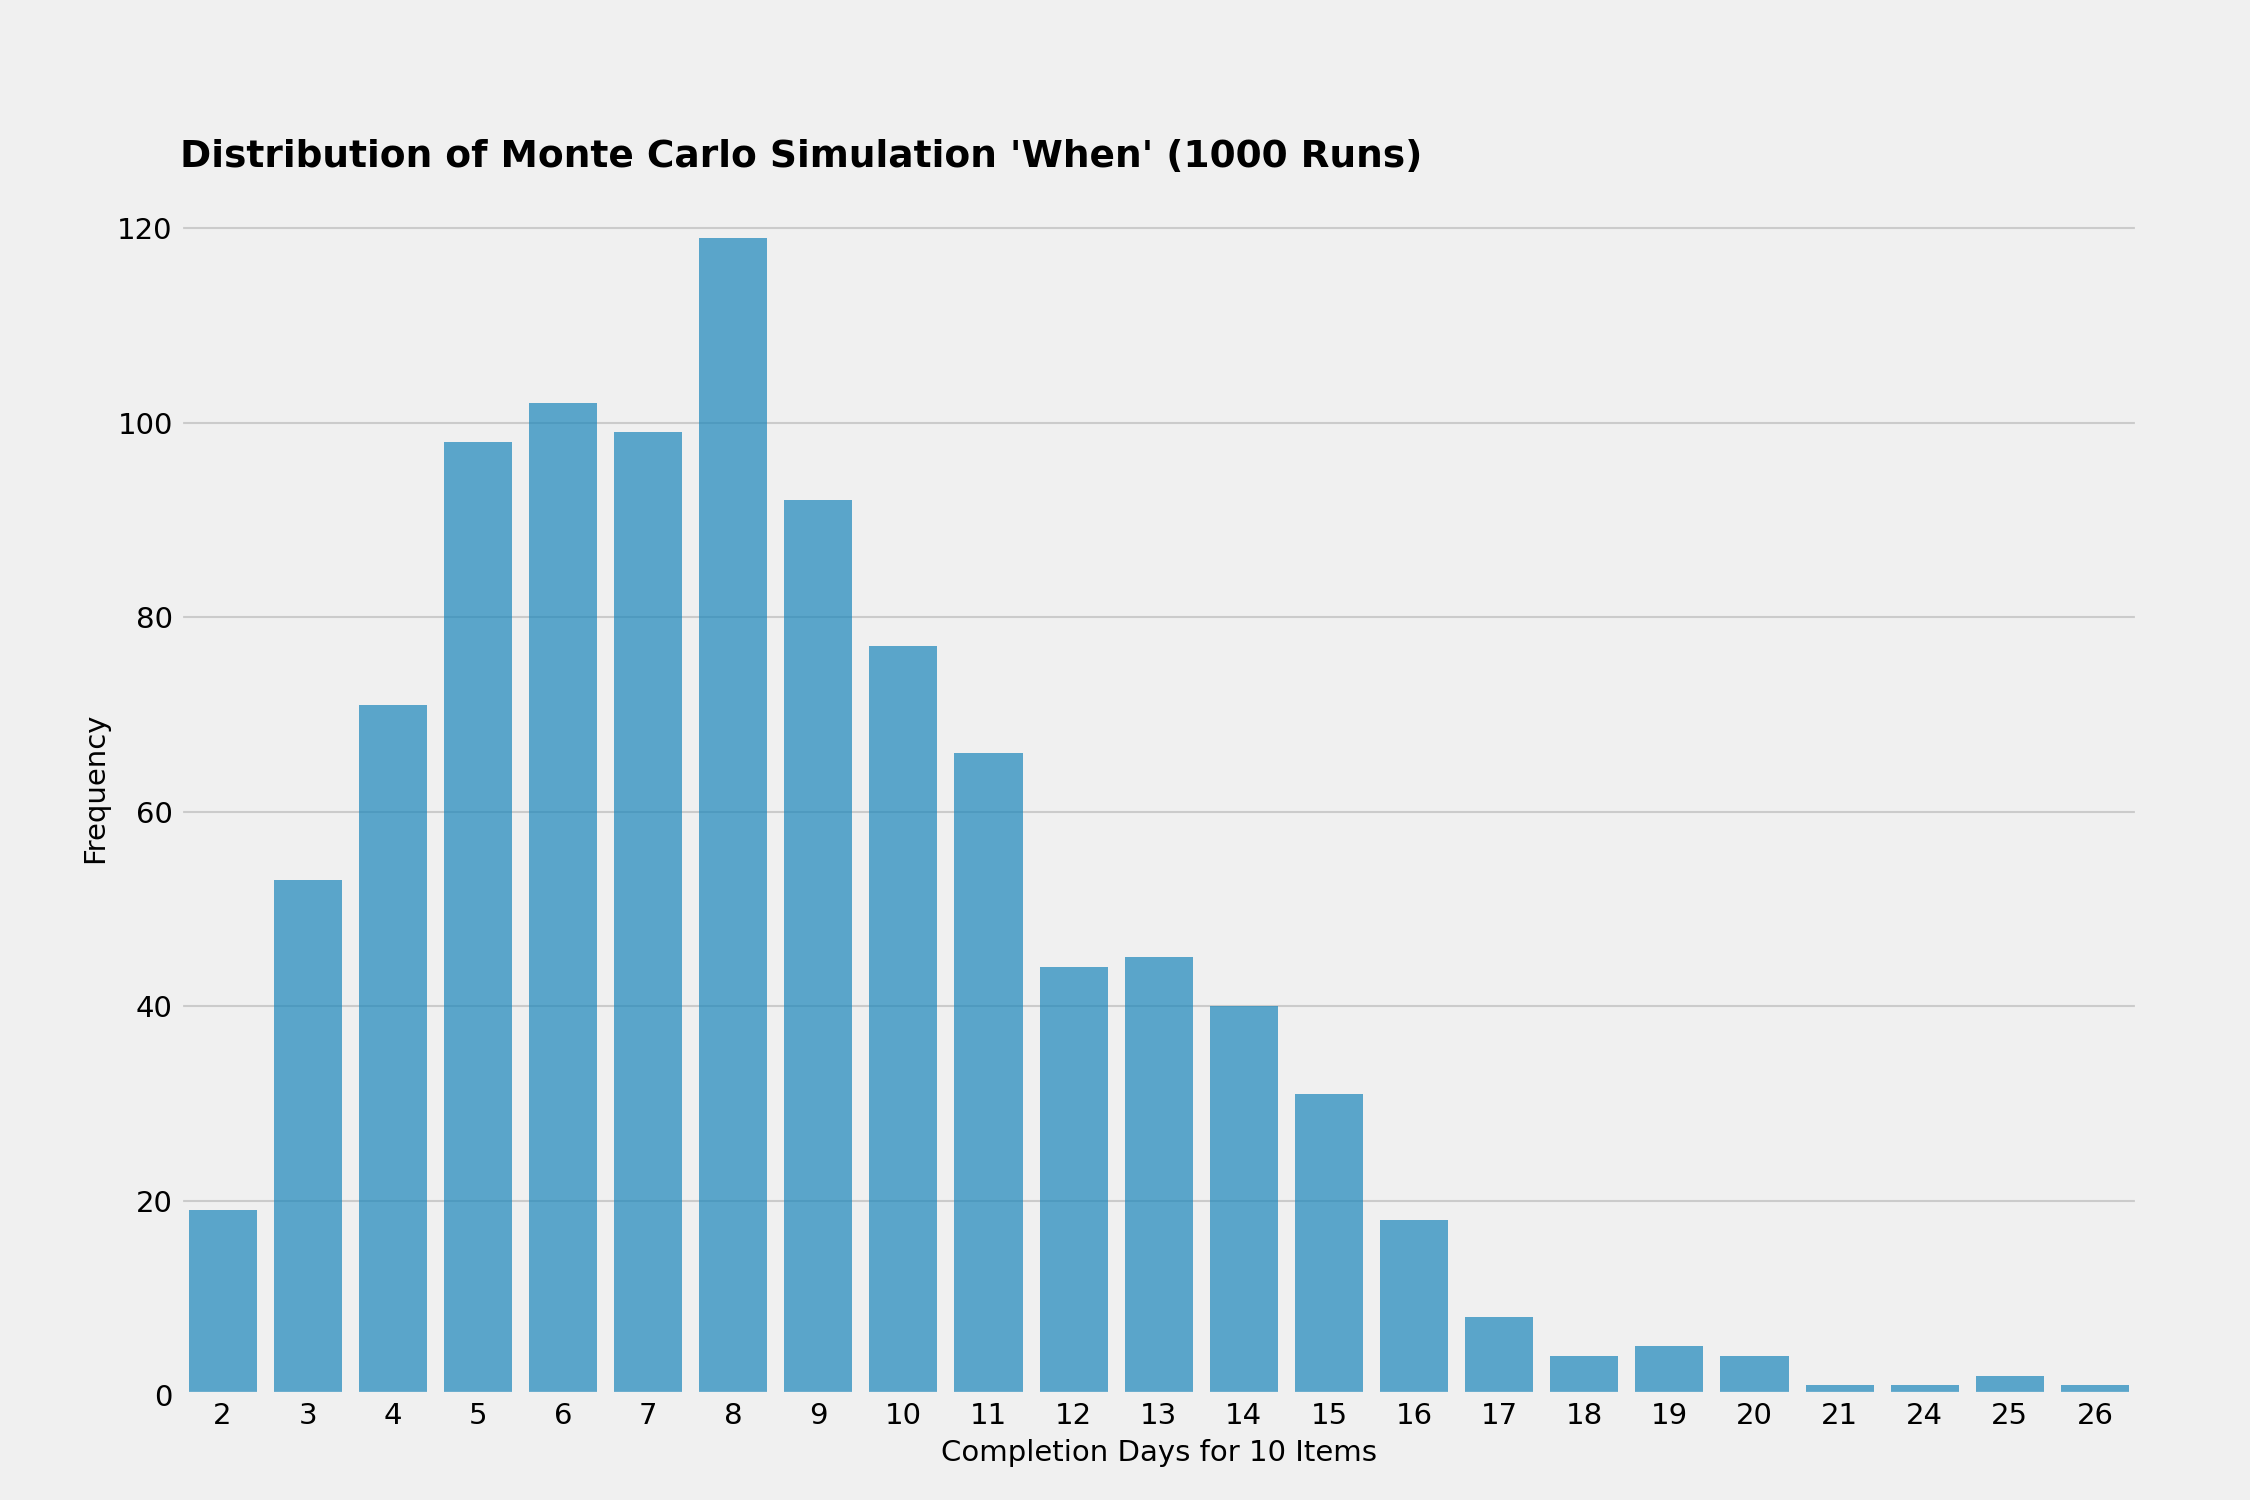 Distribution of Monte Carlo Simulation 'When' (1000 Runs)
120
100
80
60
40
20
0
Frequency
2 3 4 5 6 7 8 9 10 11 12 13 14 15 16 17 18 19 20 21 24 25 26
Completion Days for 10 Items